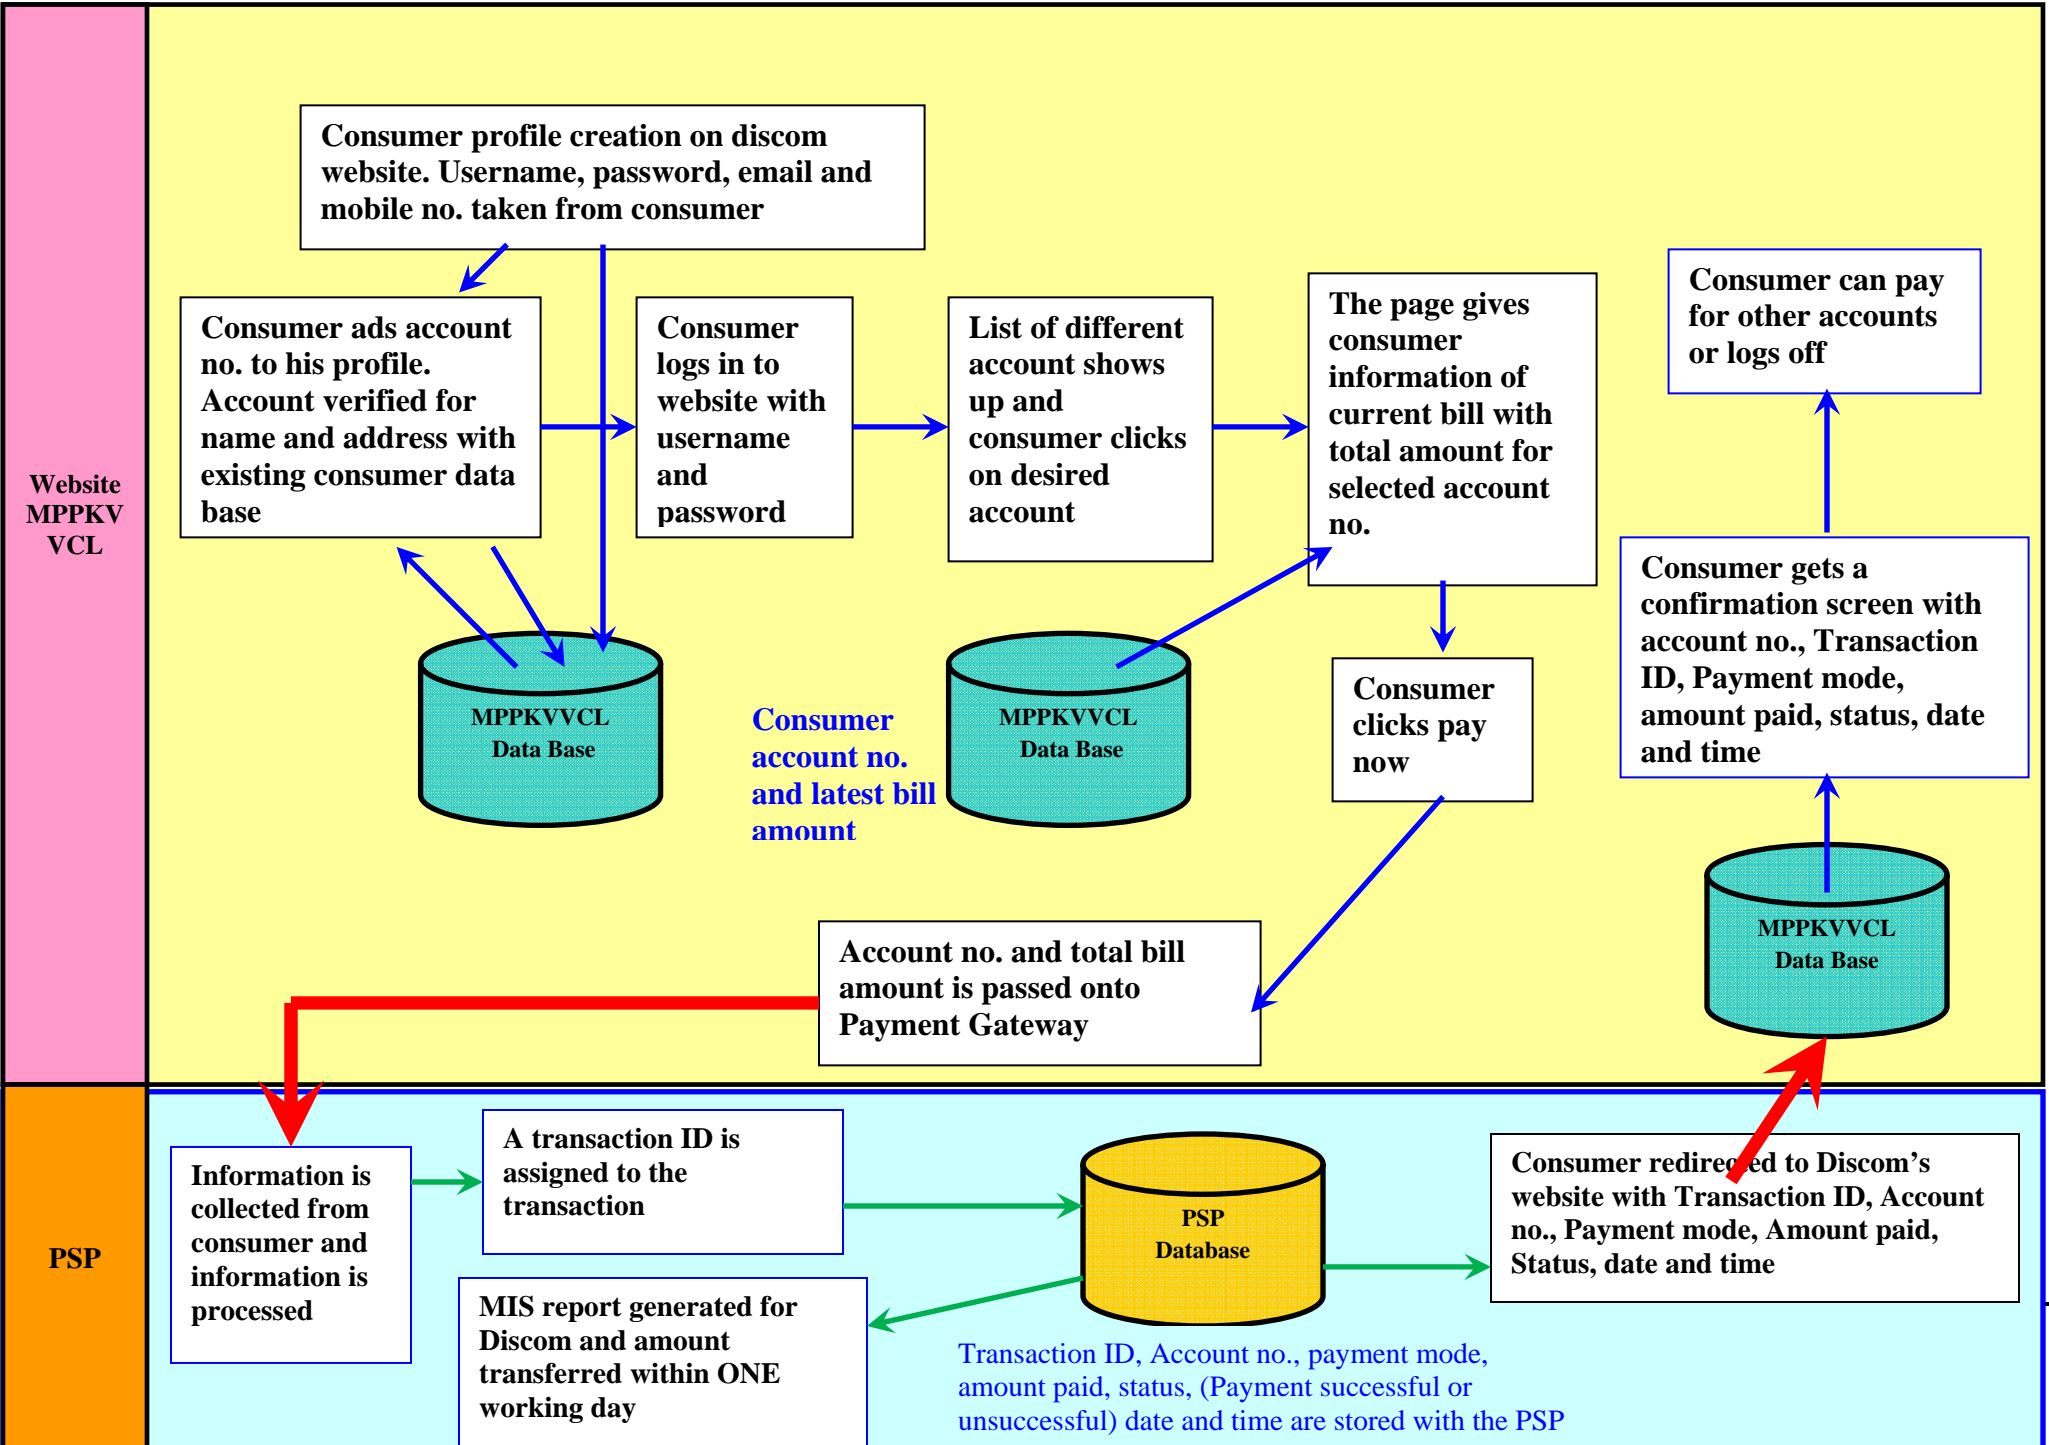 Website
MPPKV
VCL
Consumer profile creation on discom
website. Username, password, email and
mobile no. taken from consumer
Consumer ads account
no. to his profile.
Account verified for
name and address with
existing consumer data
base
Consumer
logs in to
website with
username
and
password
List of different
account shows
up and
consumer clicks
on desired
account
The page gives
consumer
information of
current bill with
total amount for
selected account
no.
Consumer can pay
for other accounts
or logs off
Consumer gets a
confirmation screen with
account no., Transaction
ID, Payment mode,
amount paid, status, date
and time
MPPKVVCL
Data Base
Consumer
account no.
and latest bill
amount
MPPKVVCL
Data Base
Consumer
clicks pay
now
MPPKVVCL
Data Base
Account no. and total bill
amount is passed onto
Payment Gateway
PSP
Information is
collected from
consumer and
information is
processed
A transaction ID is
assigned to the
transaction
PSP
Database
Consumer redirected to Discom's
website with Transaction ID, Account
no., Payment mode, Amount paid,
Status, date and time
MIS report generated for
Discom and amount
transferred within ONE
working day
Transaction ID, Account no., payment mode,
amount paid, status, (Payment successful or
unsuccessful) date and time are stored with the PSP